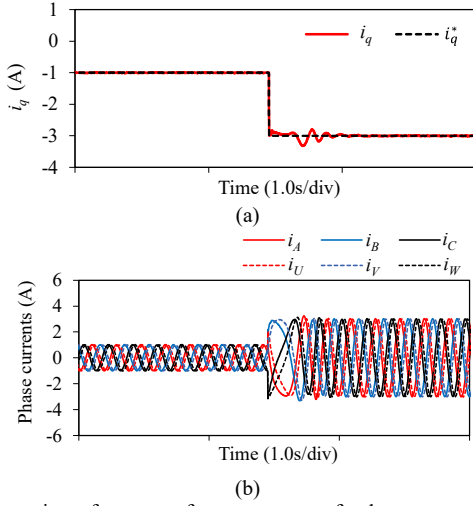 1
0
-1
-2
-3
-4
i_q (A)
i_q i_q^*
Time (1.0s/div)
(a)
i_A i_B i_C
i_U i_V i_W
6
4
2
0
-2
-4
-6
Phase currents (A)
Time (1.0s/div)
(b)